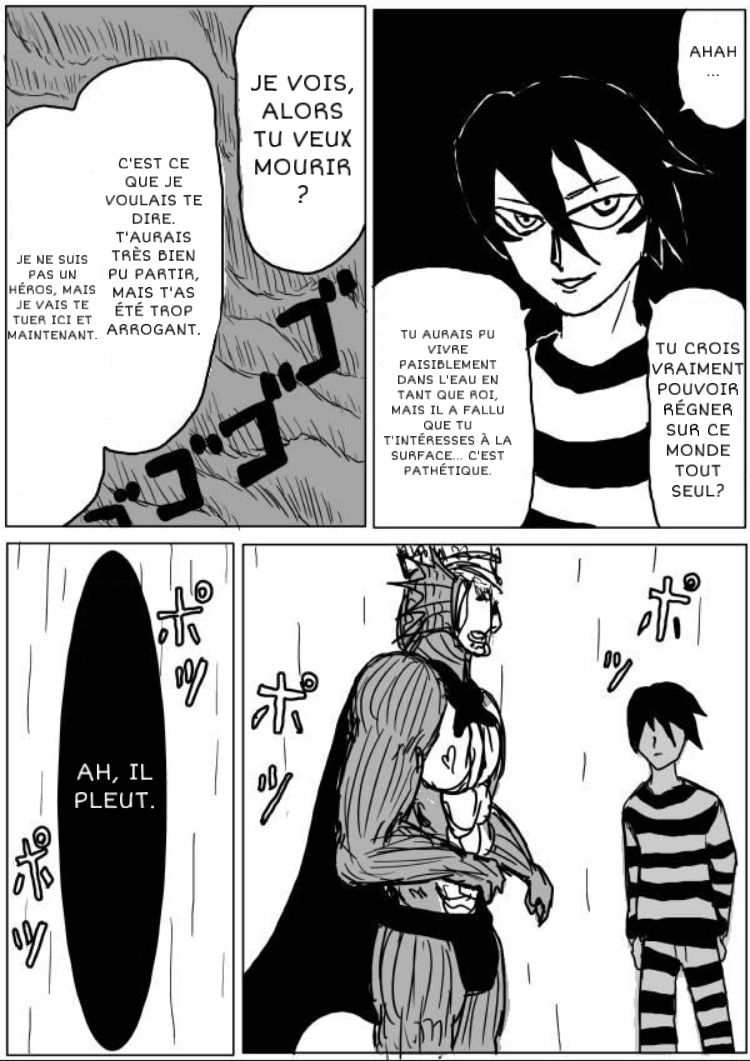 AHAH
...
TU CROIS
VRAIMENT
POUVOIR
RÉGNER
SUR CE
MONDE
TOUT
SEUL?
TU AURAIS PU
VIVRE
PAISIBLEMENT
DANS L'EAU EN
TANT QUE ROI,
MAIS IL A FALLU
QUE TU
T'INTÉRESSES À LA
SURFACE... C'EST
PATHÉTIQUE.
JE VOIS,
ALORS
TU VEUX
MOURIR
?
C'EST CE
QUE JE
VOULAIS TE
DIRE.
T'AURAIS
TRÈS BIEN
PU PARTIR,
MAIS T'AS
ÉTÉ TROP
ARROGANT.
JE NE SUIS
PAS UN
HÉROS, MAIS
JE VAIS TE
TUER ICI ET
MAINTENANT.
ゴゴゴゴ
ポツ
ポツ
ポツ
AH, IL
PLEUT.
ポツ